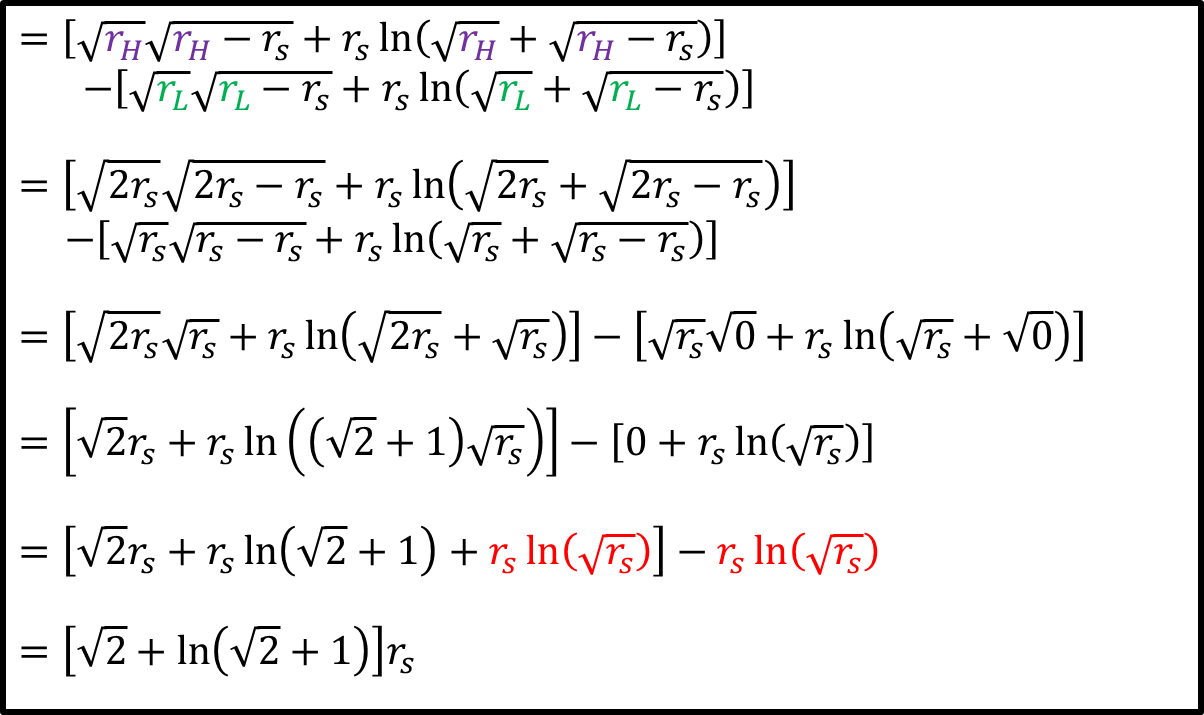 = [√r_H √(r_H − r_s) + r_s ln(√r_H + √(r_H − r_s))]
−[√r_L √(r_L − r_s) + r_s ln(√r_L + √(r_L − r_s))]
= [√(2r_s) √(2r_s − r_s) + r_s ln(√(2r_s) + √(2r_s − r_s))]
−[√r_s √(r_s − r_s) + r_s ln(√r_s + √(r_s − r_s))]
= [√(2r_s) √r_s + r_s ln(√(2r_s) + √r_s)] − [√r_s √0 + r_s ln(√r_s + √0)]
= [√2 r_s + r_s ln((√2 + 1)√r_s)] − [0 + r_s ln(√r_s)]
= [√2 r_s + r_s ln(√2 + 1) + r_s ln(√r_s)] − r_s ln(√r_s)
= [√2 + ln(√2 + 1)]r_s